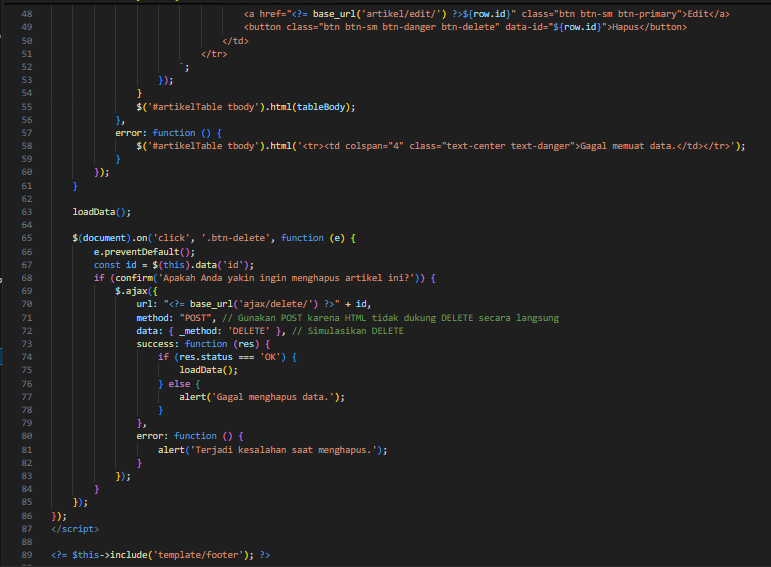 48 <a href="<?= base_url('artikel/edit/') ?>${row.id}" class="btn btn-sm btn-primary">Edit</a>
49 <button class="btn btn-sm btn-danger btn-delete" data-id="${row.id}">Hapus</button>
50 </td>
51 </tr>
52 `;
53 });
54 }
55 $('#artikelTable tbody').html(tableBody);
56 },
57 error: function () {
58 $('#artikelTable tbody').html('<tr><td colspan="4" class="text-center text-danger">Gagal memuat data.</td></tr>');
59 }
60 });
61 }
62
63 loadData();
64
65 $(document).on('click', '.btn-delete', function (e) {
66 e.preventDefault();
67 const id = $(this).data('id');
68 if (confirm('Apakah Anda yakin ingin menghapus artikel ini?')) {
69 $.ajax({
70 url: "<?= base_url('ajax/delete/') ?>" + id,
71 method: "POST", // Gunakan POST karena HTML tidak dukung DELETE secara langsung
72 data: { _method: 'DELETE' }, // Simulasikan DELETE
73 success: function (res) {
74 if (res.status === 'OK') {
75 loadData();
76 } else {
77 alert('Gagal menghapus data.');
78 }
79 },
80 error: function () {
81 alert('Terjadi kesalahan saat menghapus.');
82 }
83 });
84 }
85 });
86 });
87 </script>
88
89 <?= $this->include('template/footer'); ?>